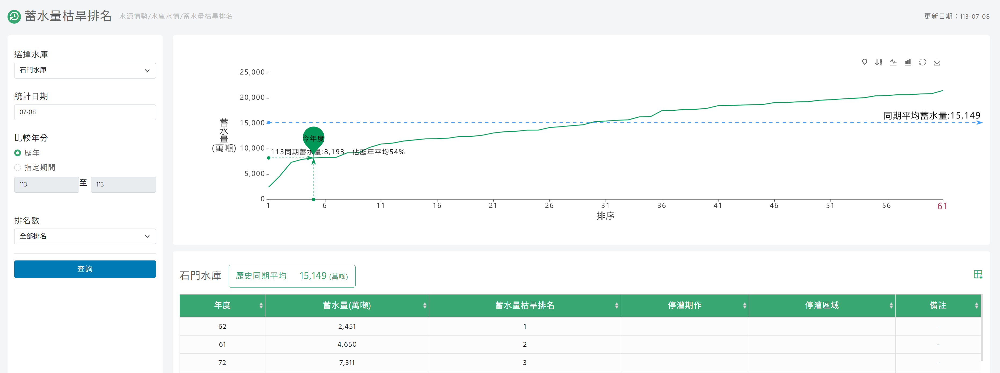 蓄水量枯旱排名
水源情勢/水庫水情/蓄水量枯旱排名
更新日期：113-07-08
選擇水庫
石門水庫
統計日期
07-08
比較年分
歷年
指定期間
113 至 113
排名數
全部排名
查詢
蓄水量(萬噸)
25,000
20,000
15,000
10,000
5,000
0
同期平均蓄水量:15,149
今年度
113同期蓄水量:8,193 佔歷年平均54%
1 6 11 16 21 26 31 36 41 46 51 56 61
排序
石門水庫
歷史同期平均 15,149 (萬噸)
年度 蓄水量(萬噸) 蓄水量枯旱排名 停灌期作 停灌區域 備註
62 2,451 1 -
61 4,650 2 -
72 7,311 3 -